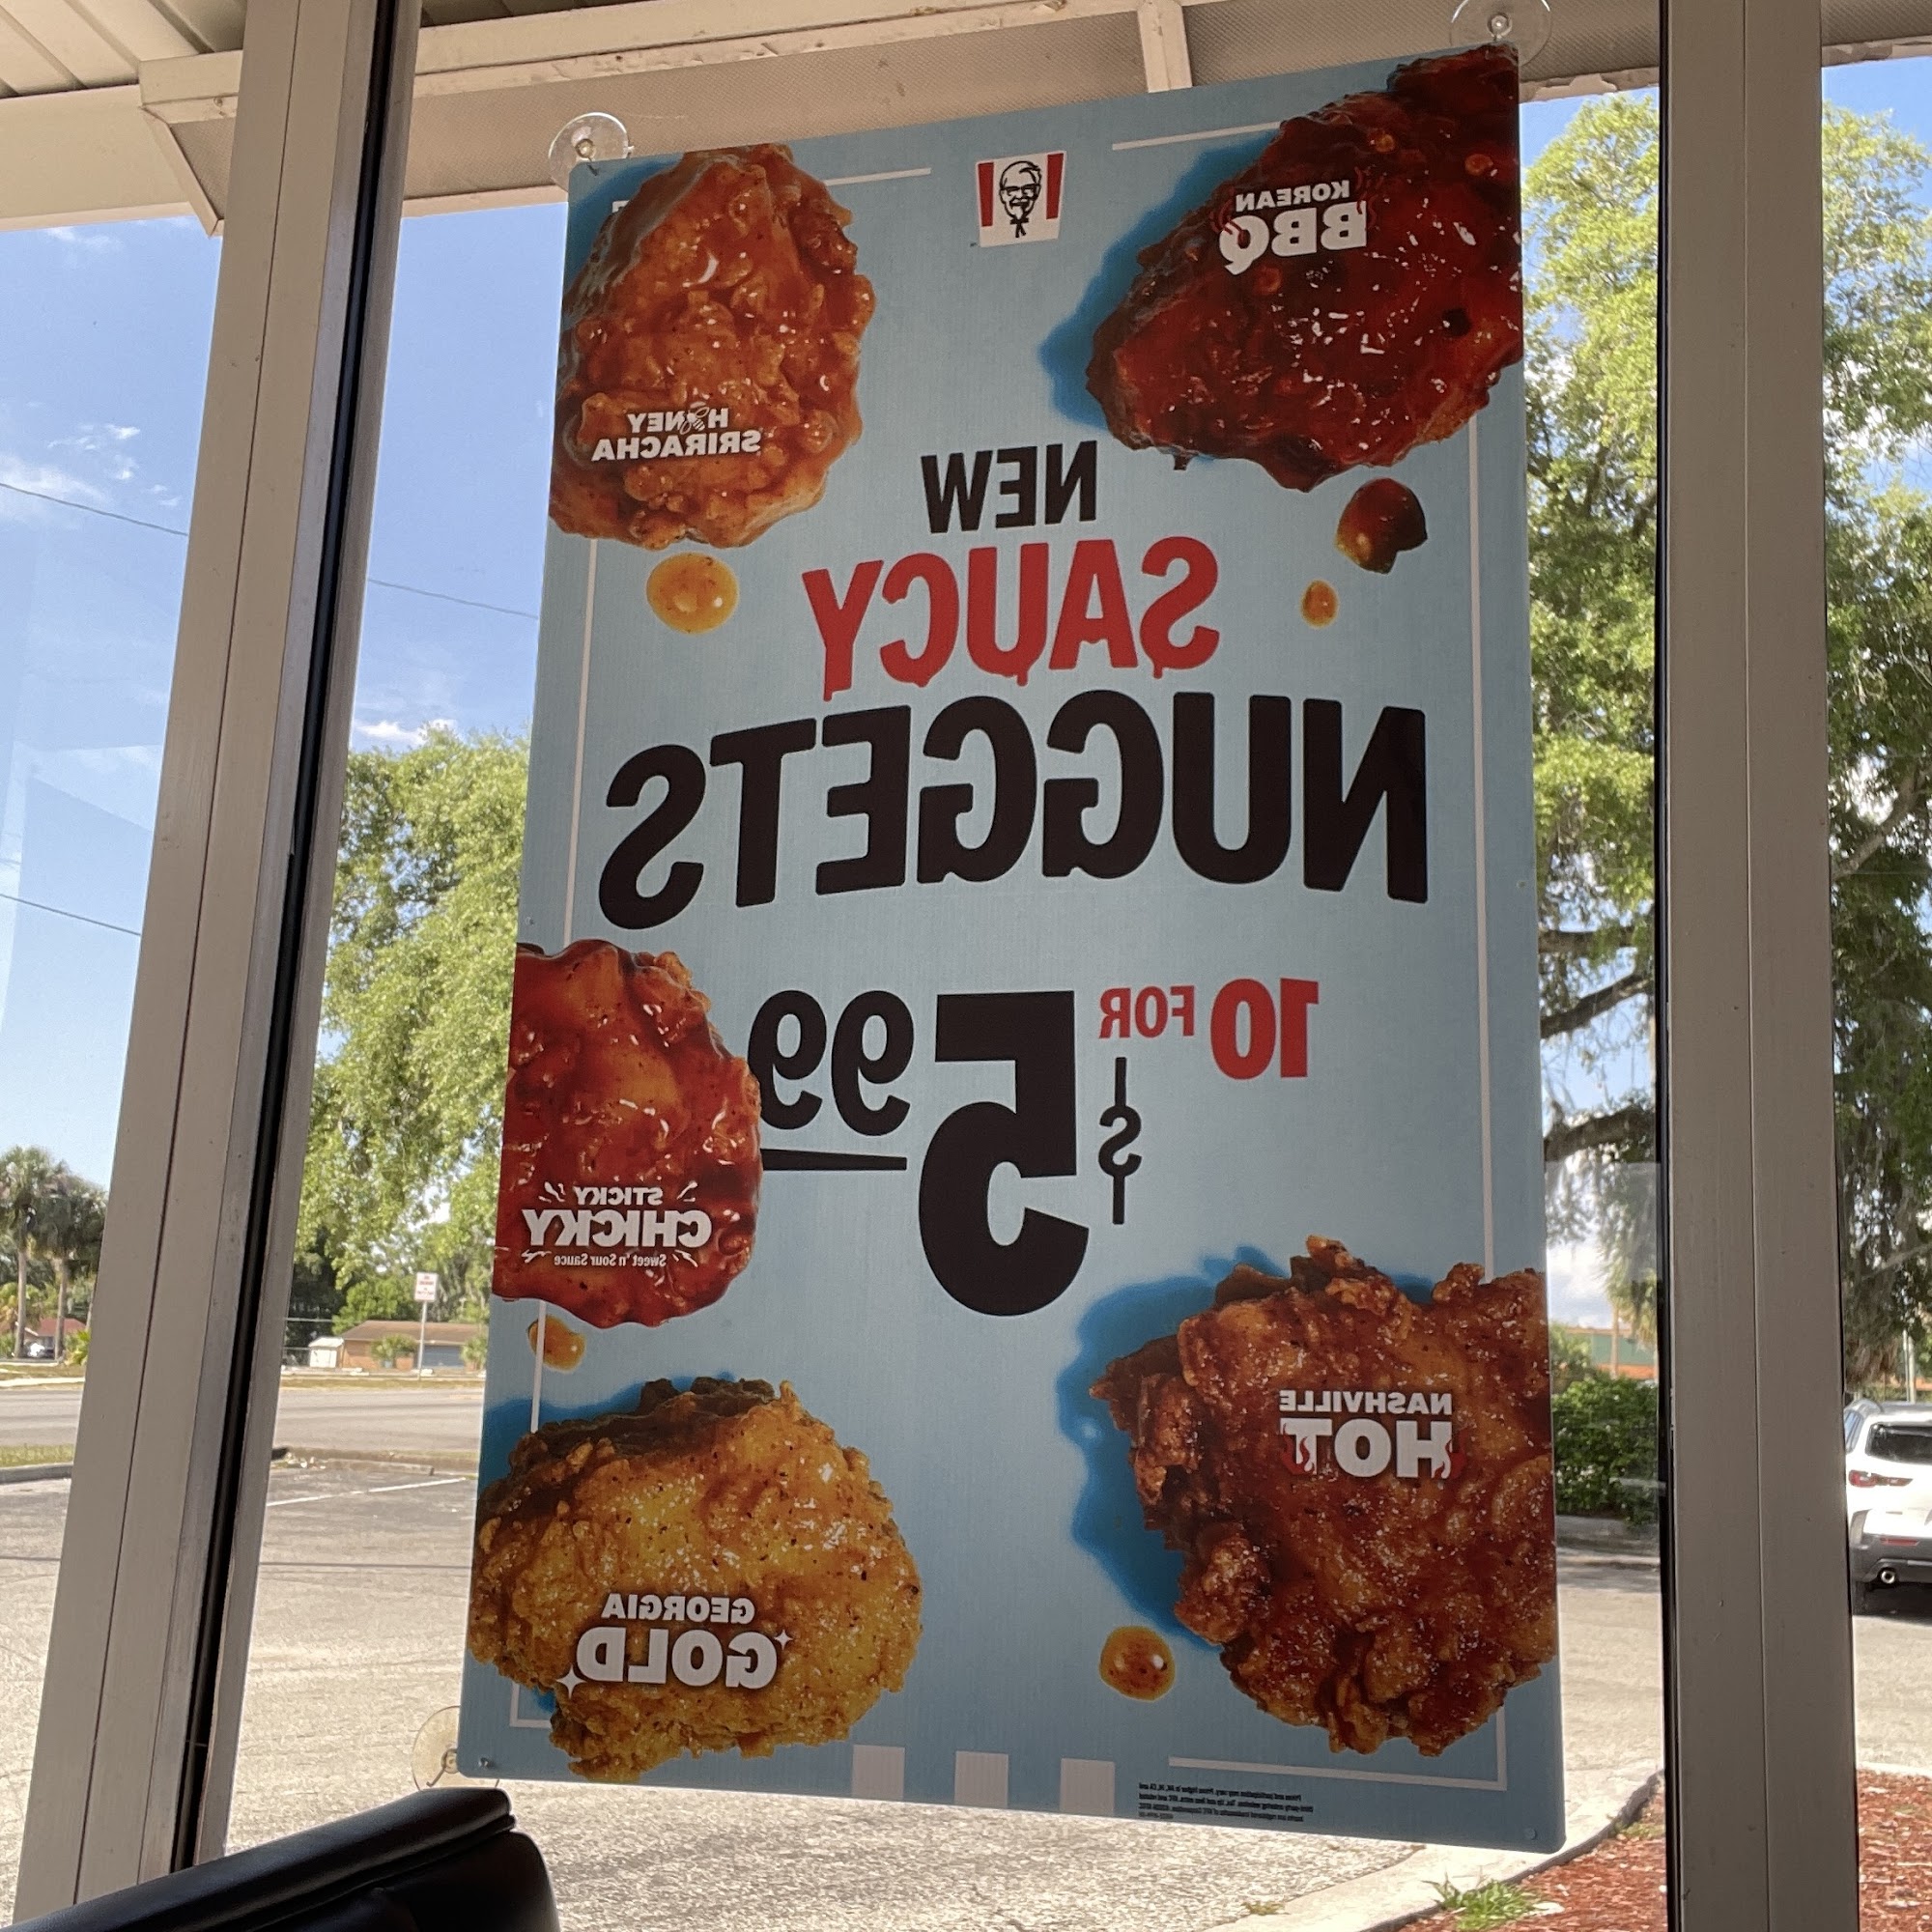 KOREAN
BBQ
HONEY
SRIRACHA
NEW
SAUCY
NUGGETS
10 FOR
$5.99
STICKY
CHICKY
Sweet 'n Sour Sauce
NASHVILLE
HOT
GEORGIA
GOLD